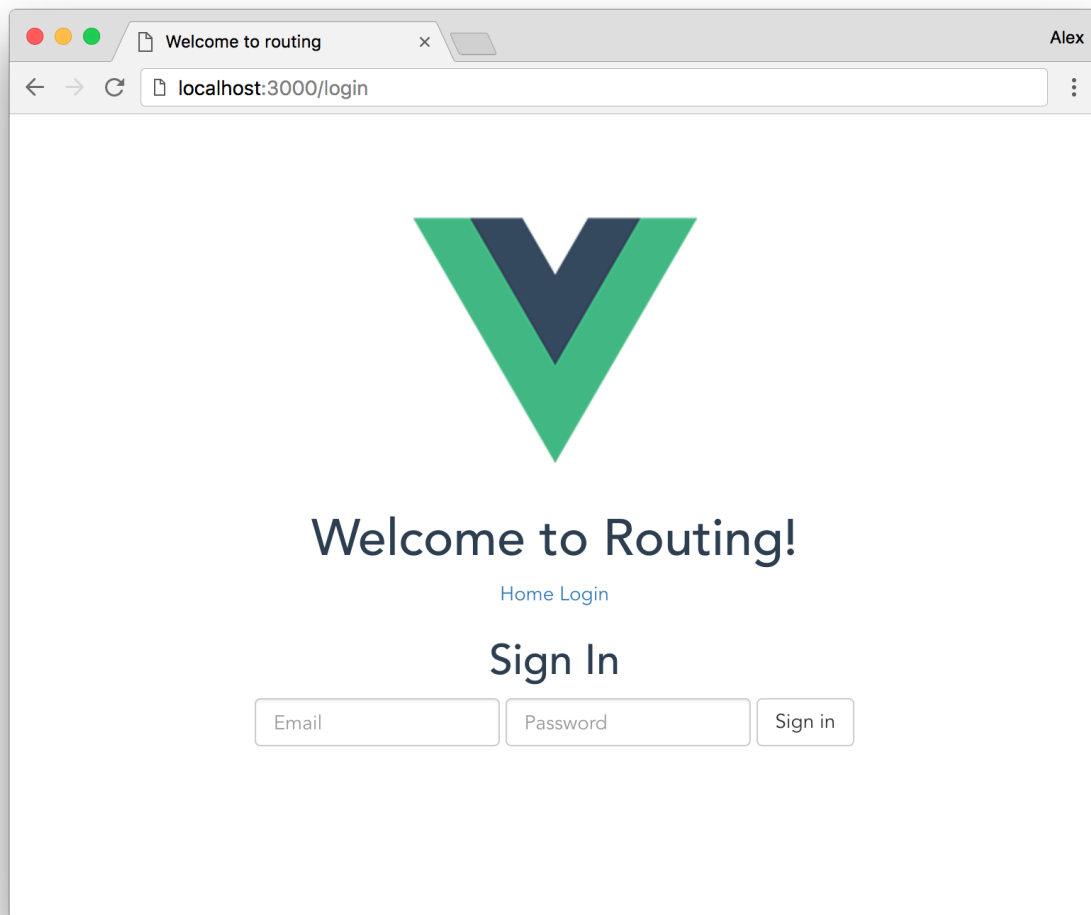 Welcome to routing
Alex
localhost:3000/login
Welcome to Routing!
Home Login
Sign In
Email Password Sign in